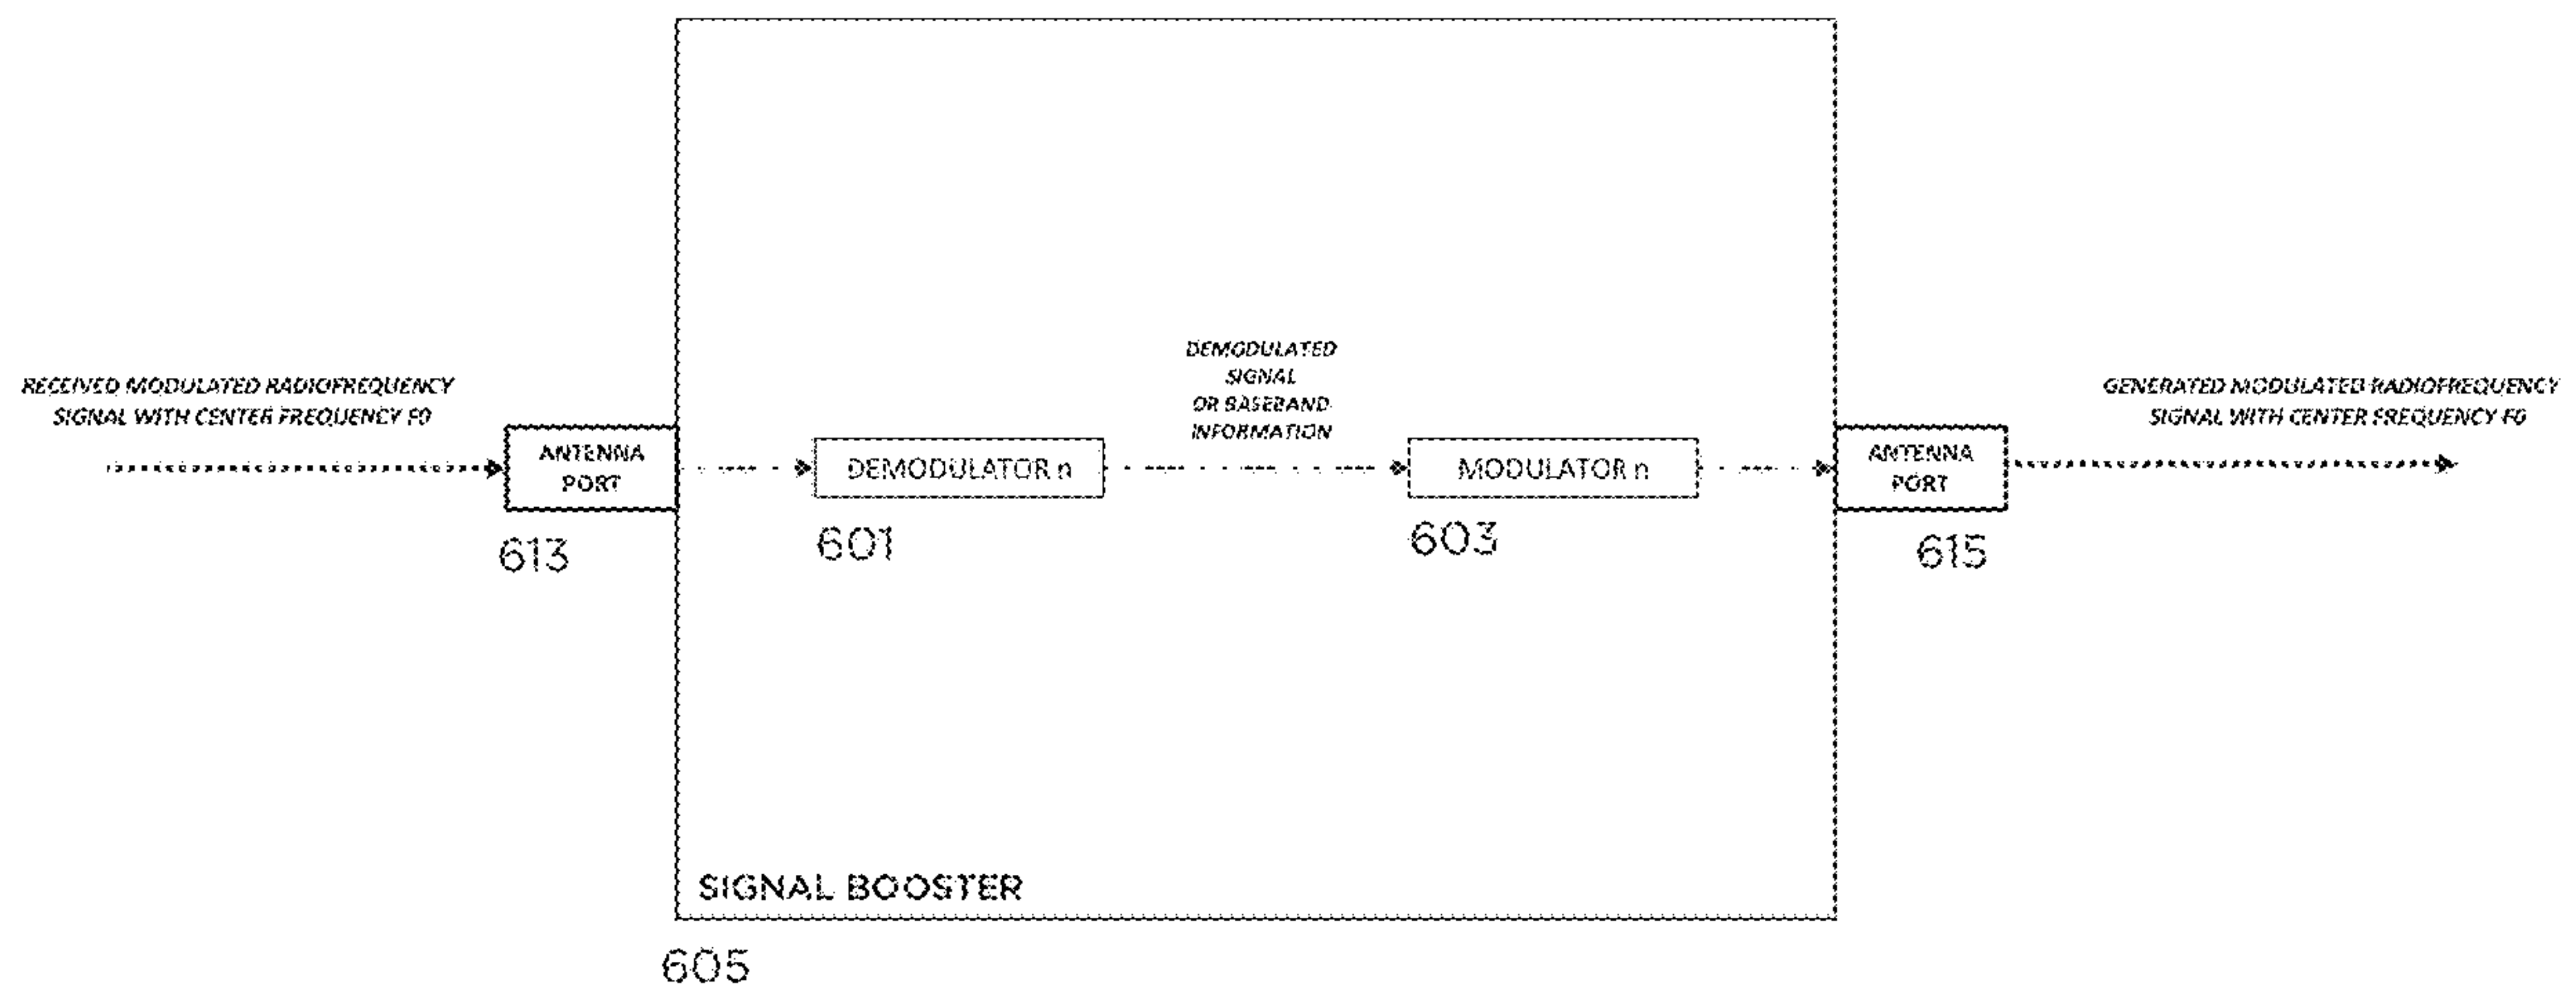 RECEIVED MODULATED RADIOFREQUENCY
SIGNAL WITH CENTER FREQUENCY F0
ANTENNA
PORT
613
DEMODULATOR n
601
DEMODULATED
SIGNAL
OR BASEBAND
INFORMATION
MODULATOR n
603
ANTENNA
PORT
615
GENERATED MODULATED RADIOFREQUENCY
SIGNAL WITH CENTER FREQUENCY F0
SIGNAL BOOSTER
605